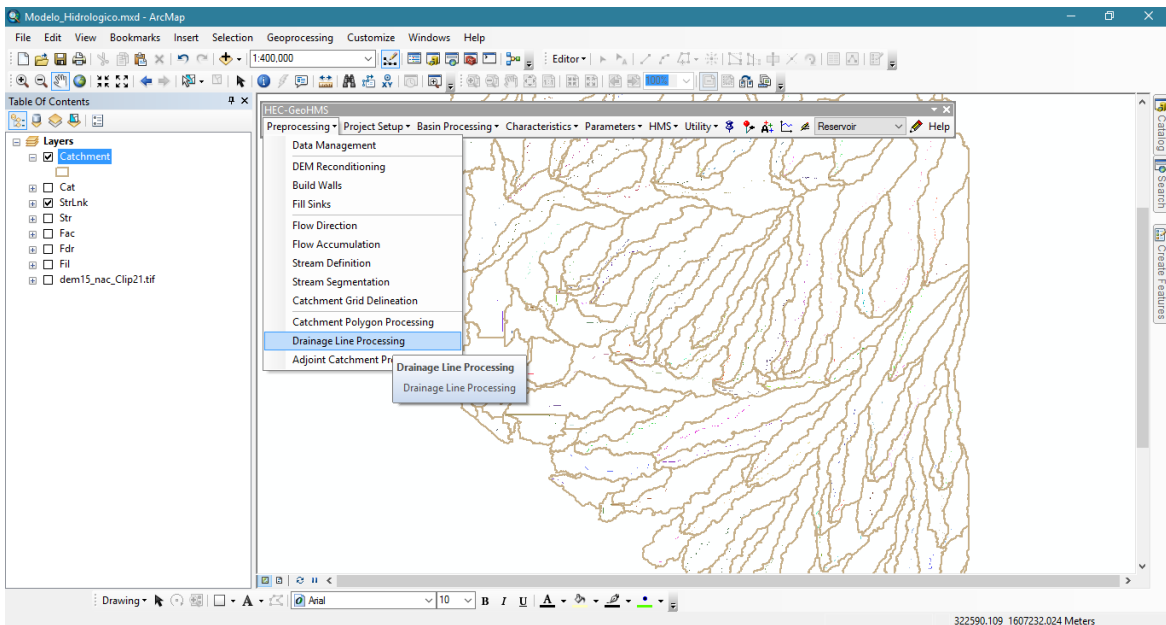 Modelo_Hidrologico.mxd - ArcMap
File Edit View Bookmarks Insert Selection Geoprocessing Customize Windows Help
1:400,000
Editor
100%
Table Of Contents
Layers
Catchment
Cat
StrLnk
Str
Fac
Fdr
Fil
dem15_nac_Clip21.tif
HEC-GeoHMS
Preprocessing Project Setup Basin Processing Characteristics Parameters HMS Utility Reservoir Help
Data Management
DEM Reconditioning
Build Walls
Fill Sinks
Flow Direction
Flow Accumulation
Stream Definition
Stream Segmentation
Catchment Grid Delineation
Catchment Polygon Processing
Drainage Line Processing
Adjoint Catchment Pr
Drainage Line Processing
Drainage Line Processing
Catalog
Search
Create Features
Drawing A Arial 10 B I U A
322590.109 1607232.024 Meters